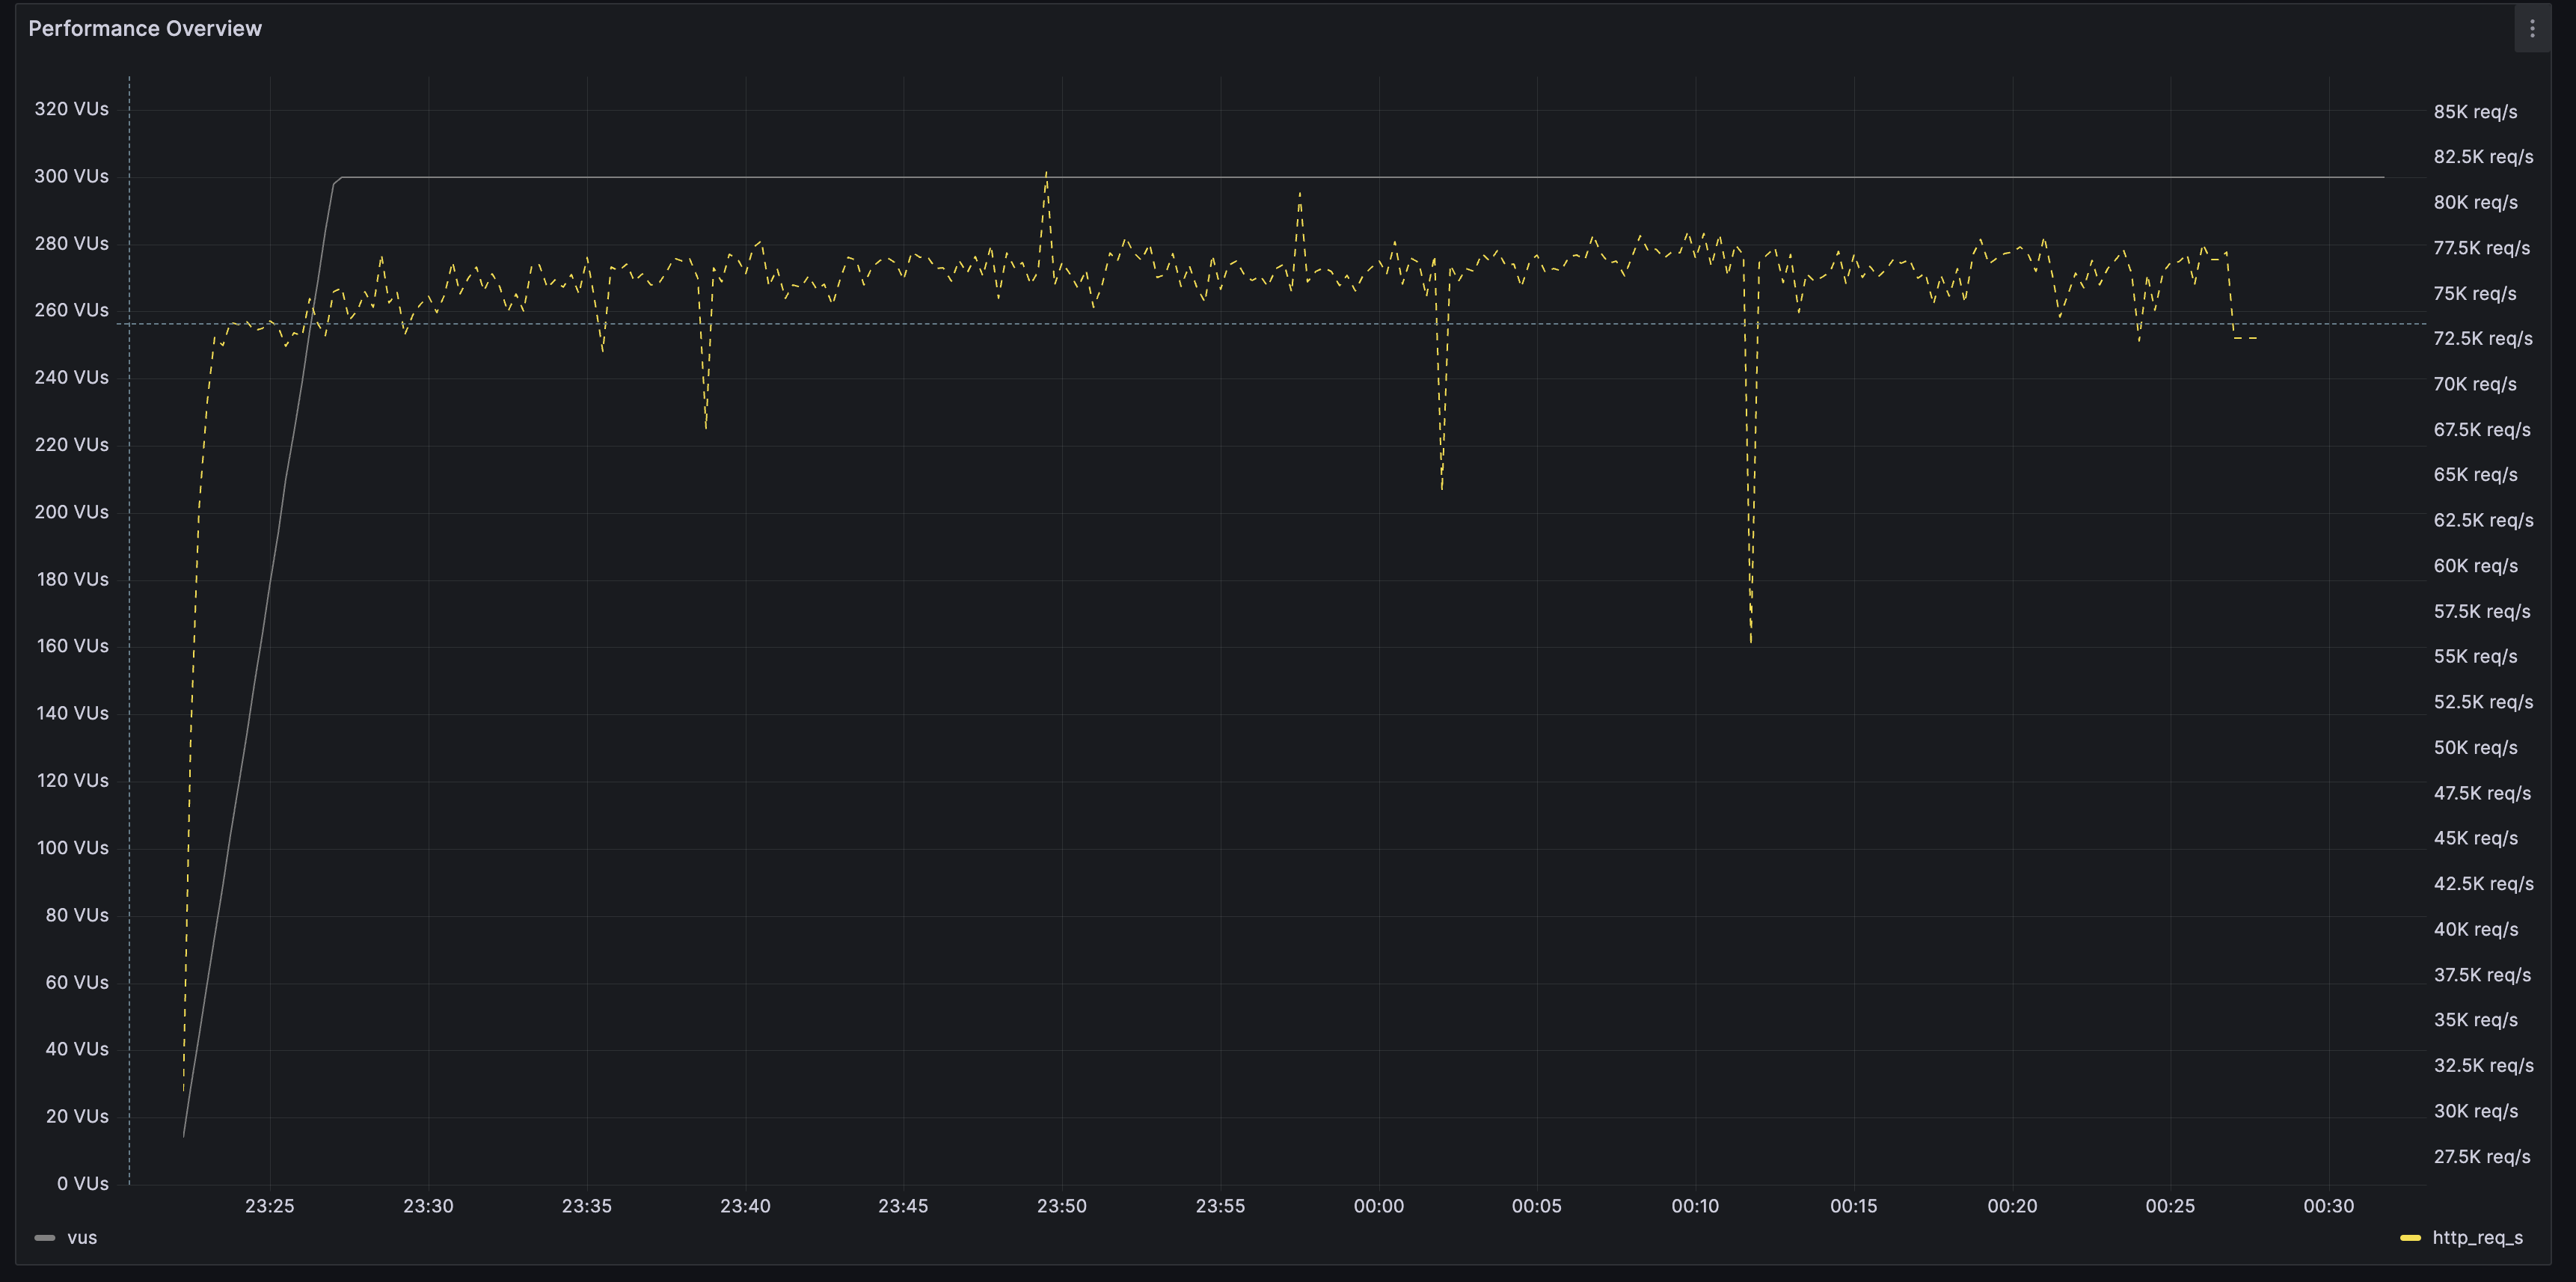 Performance Overview
320 VUs
300 VUs
280 VUs
260 VUs
240 VUs
220 VUs
200 VUs
180 VUs
160 VUs
140 VUs
120 VUs
100 VUs
80 VUs
60 VUs
40 VUs
20 VUs
0 VUs
85K req/s
82.5K req/s
80K req/s
77.5K req/s
75K req/s
72.5K req/s
70K req/s
67.5K req/s
65K req/s
62.5K req/s
60K req/s
57.5K req/s
55K req/s
52.5K req/s
50K req/s
47.5K req/s
45K req/s
42.5K req/s
40K req/s
37.5K req/s
35K req/s
32.5K req/s
30K req/s
27.5K req/s
23:25 23:30 23:35 23:40 23:45 23:50 23:55 00:00 00:05 00:10 00:15 00:20 00:25 00:30
vus http_req_s